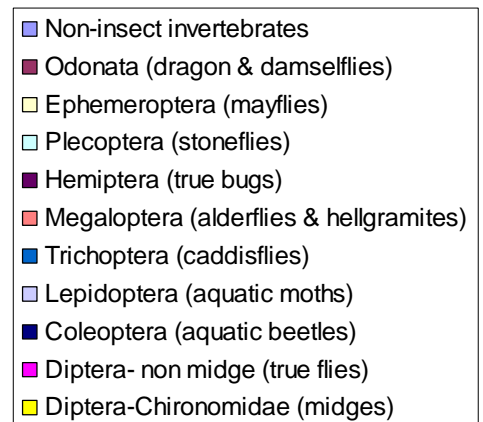 Non-insect invertebrates
Odonata (dragon & damselflies)
Ephemeroptera (mayflies)
Plecoptera (stoneflies)
Hemiptera (true bugs)
Megaloptera (alderflies & hellgramites)
Trichoptera (caddisflies)
Lepidoptera (aquatic moths)
Coleoptera (aquatic beetles)
Diptera- non midge (true flies)
Diptera-Chironomidae (midges)